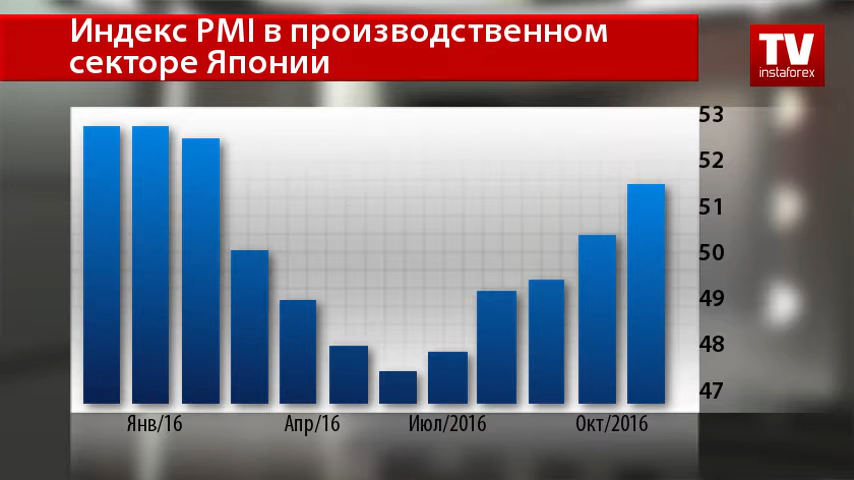 Индекс PMI в производственном
секторе Японии
TV
instaforex
53
52
51
50
49
48
47
Янв/16 Апр/16 Июл/2016 Окт/2016